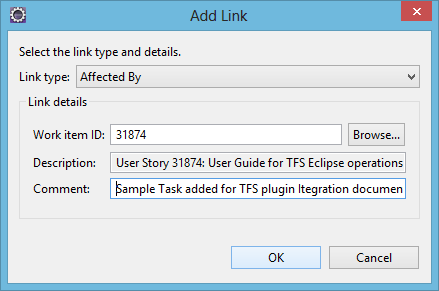 Add Link
Select the link type and details.
Link type: Affected By
Link details
Work item ID: 31874 Browse...
Description: User Story 31874: User Guide for TFS Eclipse operations
Comment: Sample Task added for TFS plugin Itegration documen
OK Cancel